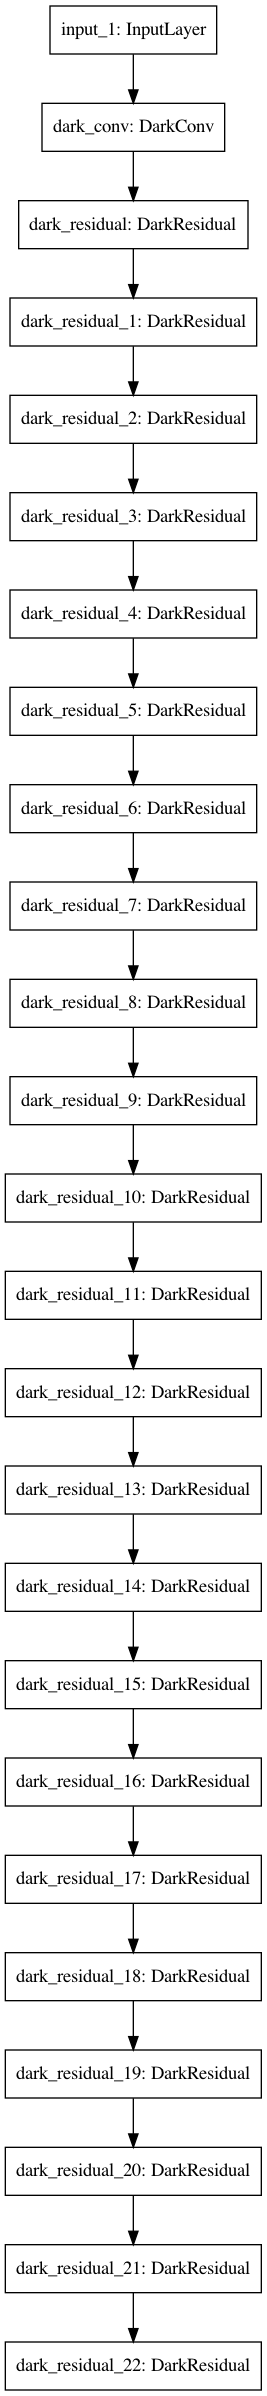 input_1: InputLayer
dark_conv: DarkConv
dark_residual: DarkResidual
dark_residual_1: DarkResidual
dark_residual_2: DarkResidual
dark_residual_3: DarkResidual
dark_residual_4: DarkResidual
dark_residual_5: DarkResidual
dark_residual_6: DarkResidual
dark_residual_7: DarkResidual
dark_residual_8: DarkResidual
dark_residual_9: DarkResidual
dark_residual_10: DarkResidual
dark_residual_11: DarkResidual
dark_residual_12: DarkResidual
dark_residual_13: DarkResidual
dark_residual_14: DarkResidual
dark_residual_15: DarkResidual
dark_residual_16: DarkResidual
dark_residual_17: DarkResidual
dark_residual_18: DarkResidual
dark_residual_19: DarkResidual
dark_residual_20: DarkResidual
dark_residual_21: DarkResidual
dark_residual_22: DarkResidual